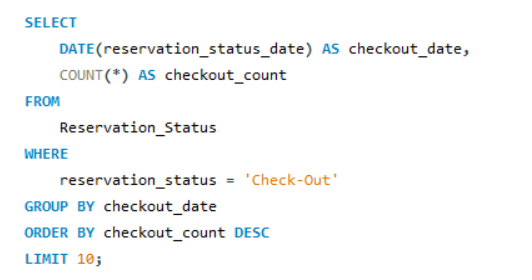 SELECT
DATE(reservation_status_date) AS checkout_date,
COUNT(*) AS checkout_count
FROM
Reservation_Status
WHERE
reservation_status = 'Check-Out'
GROUP BY checkout_date
ORDER BY checkout_count DESC
LIMIT 10;